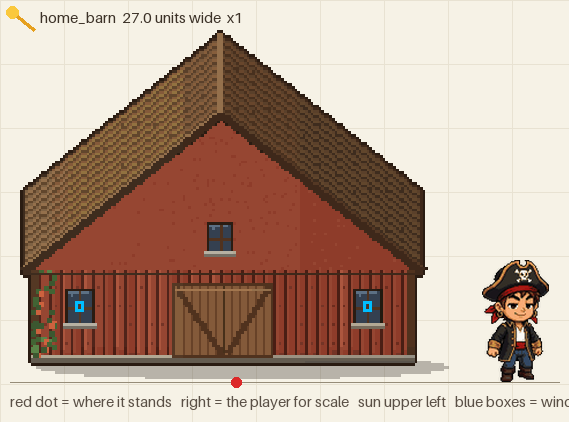 home_barn  27.0 units wide  x1
red dot = where it stands   right = the player for scale   sun upper left   blue boxes = wind